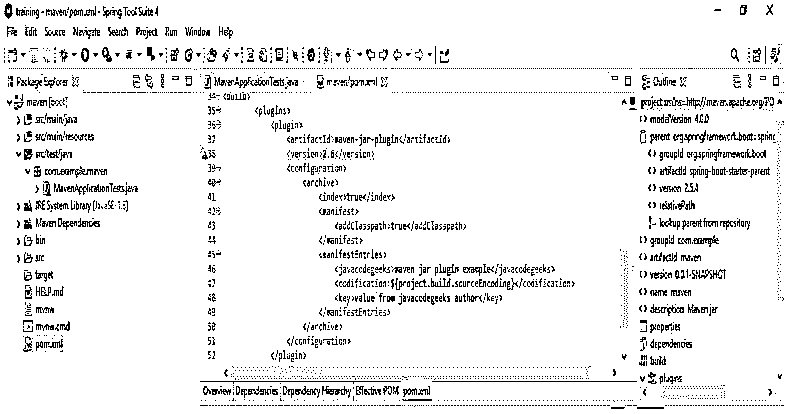 training - maven/pom.xml - Spring Tool Suite 4
File Edit Source Navigate Search Project Run Window Help
Package Explorer
maven [boot]
src/main/java
src/main/resources
src/test/java
com.example.maven
MavenApplicationTests.java
JRE System Library [JavaSE-1.8]
Maven Dependencies
bin
src
target
HELP.md
mvnw
mvnw.cmd
pom.xml
MavenApplicationTests.java
maven/pom.xml
34 <build>
35 <plugins>
36 <plugin>
37 <artifactId>maven-jar-plugin</artifactId>
38 <version>2.6</version>
39 <configuration>
40 <archive>
41 <index>true</index>
42 <manifest>
43 <addClasspath>true</addClasspath>
44 </manifest>
45 <manifestEntries>
46 <javacodegeeks>maven jar plugin example</javacodegeeks>
47 <codification>${project.build.sourceEncoding}</codification>
48 <key>value from javacodegeeks author</key>
49 </manifestEntries>
50 </archive>
51 </configuration>
52 </plugin>
Overview Dependencies Dependency Hierarchy Effective POM pom.xml
Outline
project xmlns=http://maven.apache.org/PO
modelVersion 4.0.0
parent org.springframework.boot:spring
groupId org.springframework.boot
artifactId spring-boot-starter-parent
version 2.5.4
relativePath
lookup parent from repository
groupId com.example
artifactId maven
version 0.0.1-SNAPSHOT
name maven
description Maven jar
properties
dependencies
build
plugins